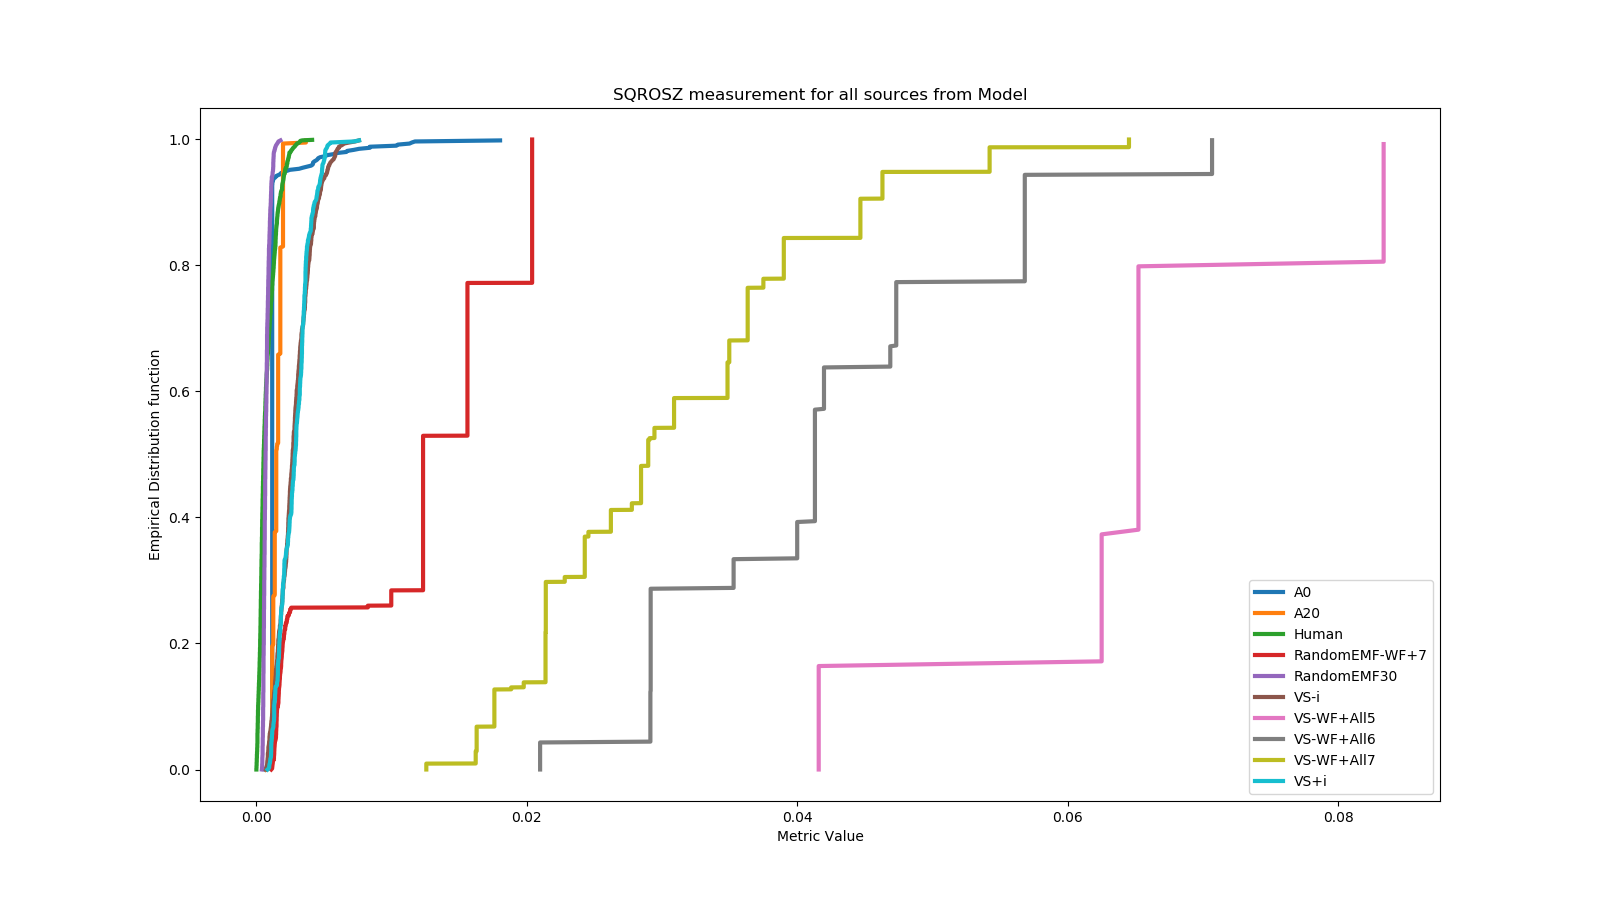 SQROSZ measurement for all sources from Model
Empirical Distribution function
1.0
0.8
0.6
0.4
0.2
0.0
0.00
0.02
0.04
0.06
0.08
Metric Value
A0
A20
Human
RandomEMF-WF+7
RandomEMF30
VS-i
VS-WF+All5
VS-WF+All6
VS-WF+All7
VS+i